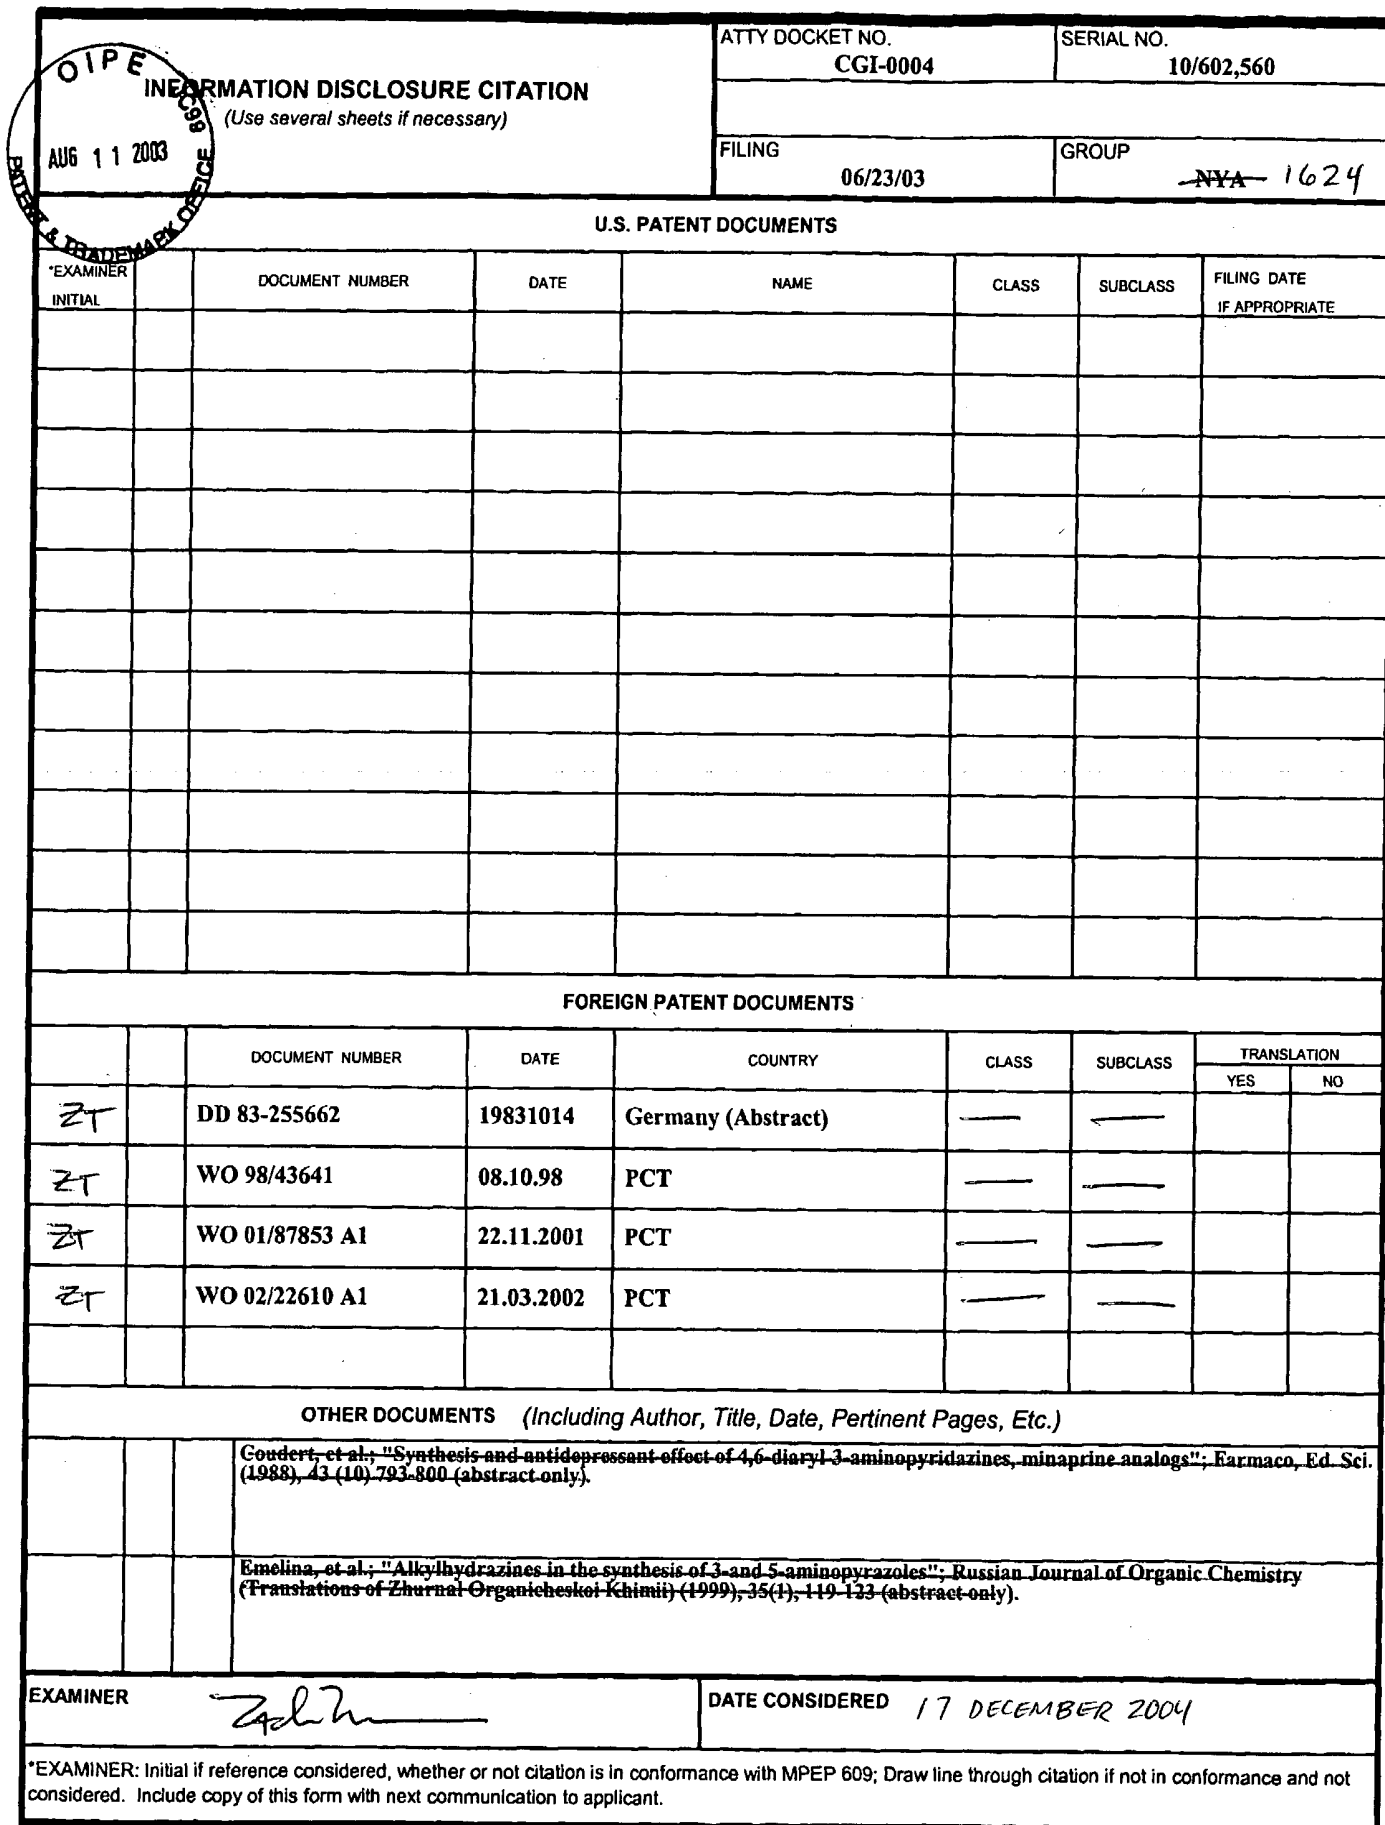 OIPE
AUG 11 2003
PATENT & TRADEMARK OFFICE
INFORMATION DISCLOSURE CITATION
(Use several sheets if necessary)
ATTY DOCKET NO.
CGI-0004
SERIAL NO.
10/602,560
FILING
06/23/03
GROUP
NYA 1624
U.S. PATENT DOCUMENTS
*EXAMINER INITIAL
DOCUMENT NUMBER
DATE
NAME
CLASS
SUBCLASS
FILING DATE IF APPROPRIATE
FOREIGN PATENT DOCUMENTS
DOCUMENT NUMBER
DATE
COUNTRY
CLASS
SUBCLASS
TRANSLATION
YES
NO
ZT DD 83-255662 19831014 Germany (Abstract) — —
ZT WO 98/43641 08.10.98 PCT — —
ZT WO 01/87853 A1 22.11.2001 PCT — —
ZT WO 02/22610 A1 21.03.2002 PCT — —
OTHER DOCUMENTS (Including Author, Title, Date, Pertinent Pages, Etc.)
Coudert, et al.; "Synthesis and antidepressant effect of 4,6-diaryl-3-aminopyridazines, minaprine analogs"; Farmaco, Ed. Sci.
(1988), 43 (10) 793-800 (abstract only).
Emelina, et al.; "Alkylhydrazines in the synthesis of 3-and 5-aminopyrazoles"; Russian Journal of Organic Chemistry
(Translations of Zhurnal Organicheskoi Khimii) (1999), 35(1), 119-123 (abstract only).
EXAMINER
DATE CONSIDERED 17 DECEMBER 2004
*EXAMINER: Initial if reference considered, whether or not citation is in conformance with MPEP 609; Draw line through citation if not in conformance and not
considered. Include copy of this form with next communication to applicant.